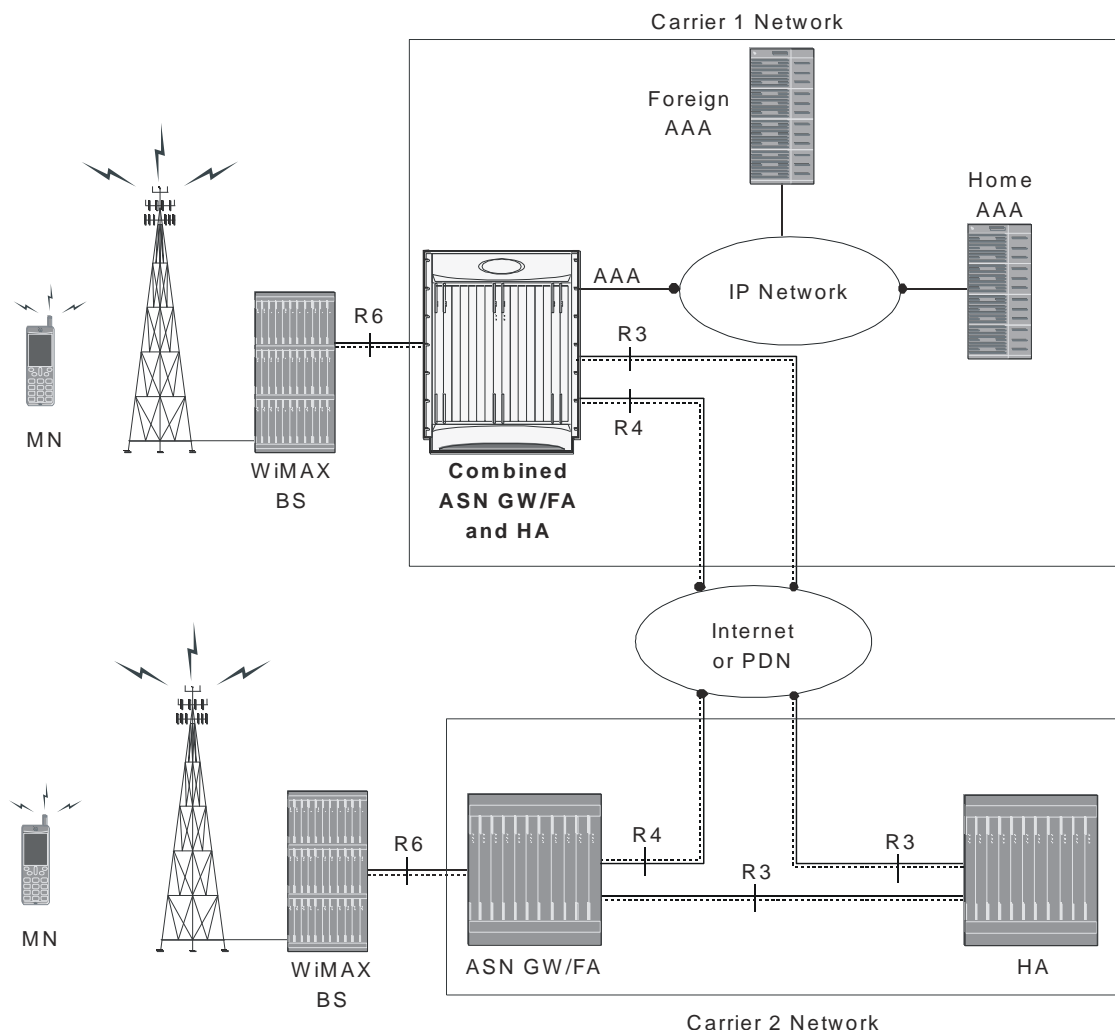 Carrier 1 Network
Foreign
AAA
Home
AAA
AAA
IP Network
R6
R3
R4
MN
WiMAX
BS
Combined
ASN GW/FA
and HA
Internet
or PDN
R6
R4
R3
R3
MN
WiMAX
BS
ASN GW/FA
HA
Carrier 2 Network